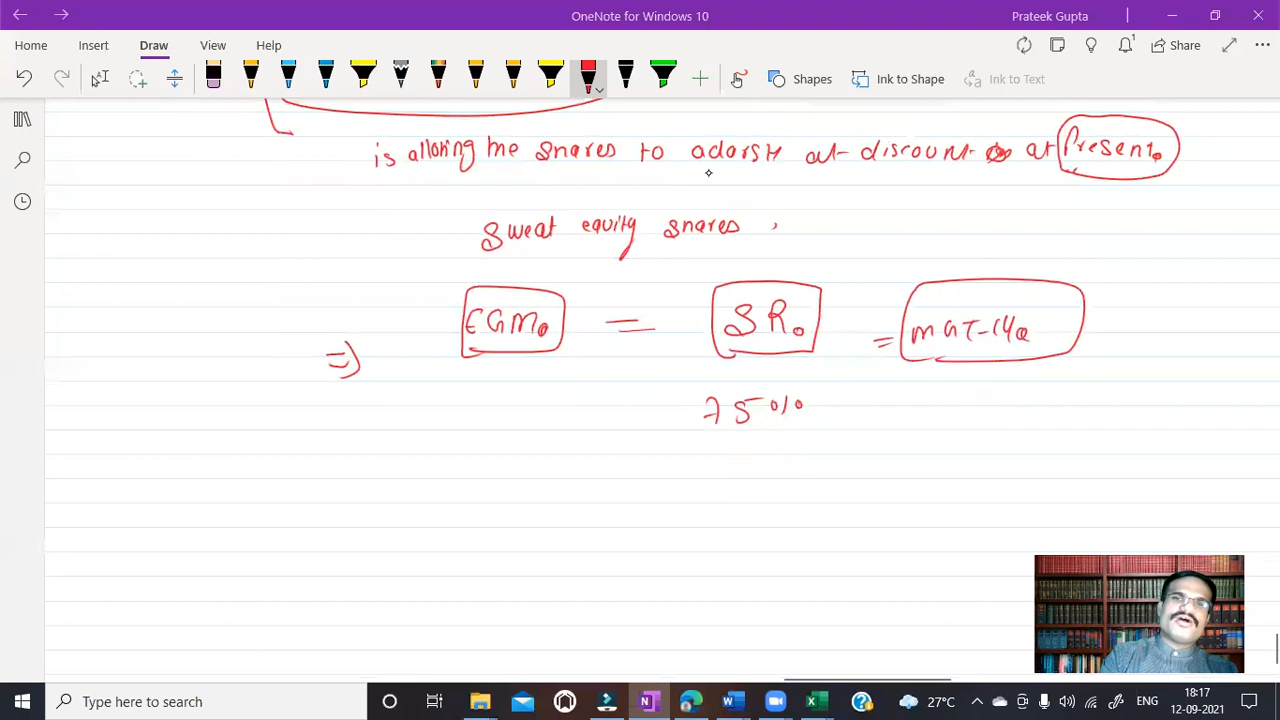 OneNote for Windows 10
Prateek Gupta
Home Insert Draw View Help
Share
Shapes
Ink to Shape
Ink to Text
is alloting the shares to adarsh at discount at Present.
Sweat equity shares,
=> EGM. = SR. = MGT-14.
75%
Type here to search
27°C
ENG
18:17
12-09-2021